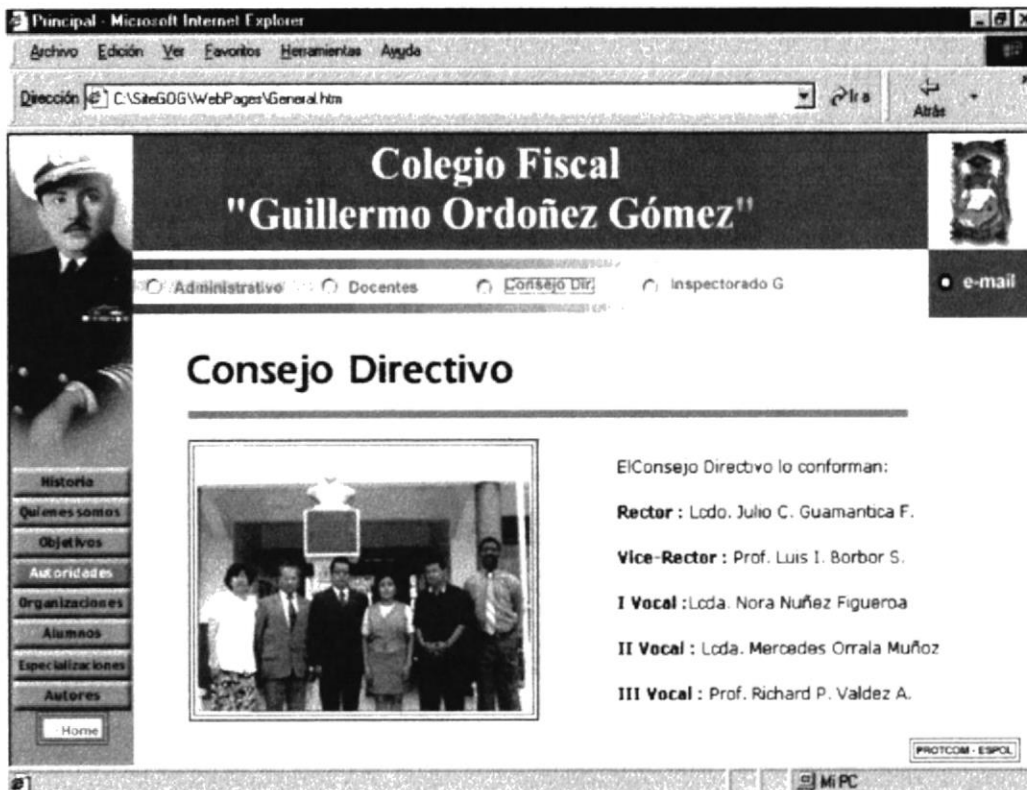 Principal - Microsoft Internet Explorer
Archivo Edición Ver Favoritos Herramientas Ayuda
Dirección C:\SiteGOG\WebPages\General.htm Ir a Atrás
Colegio Fiscal
"Guillermo Ordoñez Gómez"
Administrativo Docentes Consejo Dir. Inspectorado G e-mail
Consejo Directivo
Historia
Quienes somos
Objetivos
Autoridades
Organizaciones
Alumnos
Especializaciones
Autores
Home
ElConsejo Directivo lo conforman:
Rector : Lcdo. Julio C. Guamantica F.
Vice-Rector : Prof. Luis I. Borbor S.
I Vocal :Lcda. Nora Nuñez Figueroa
II Vocal : Lcda. Mercedes Orrala Muñoz
III Vocal : Prof. Richard P. Valdez A.
PROTCOM - ESPOL
Mi PC